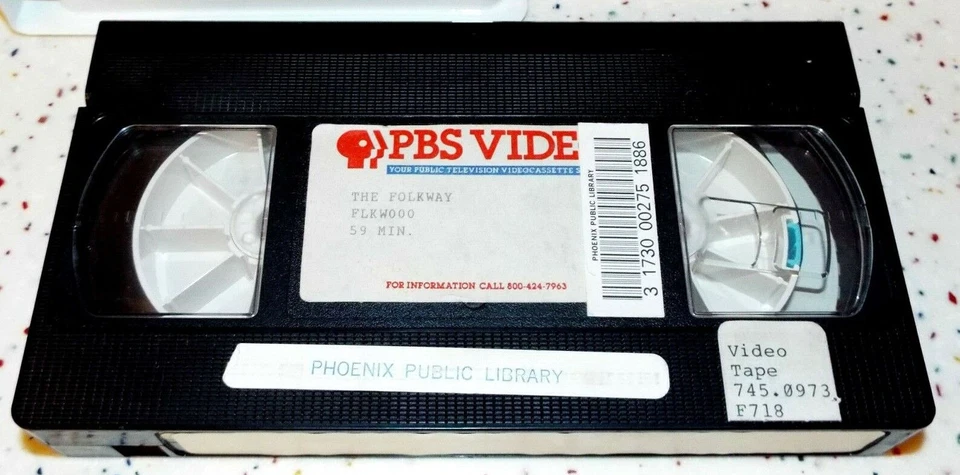 PBS VIDE
YOUR PUBLIC TELEVISION VIDEOCASSETTE S
THE FOLKWAY
FLKW000
59 MIN.
FOR INFORMATION CALL 800-424-7963
PHOENIX PUBLIC LIBRARY
3 1730 00275 1886
PHOENIX PUBLIC LIBRARY
Video
Tape
745.0973
F718